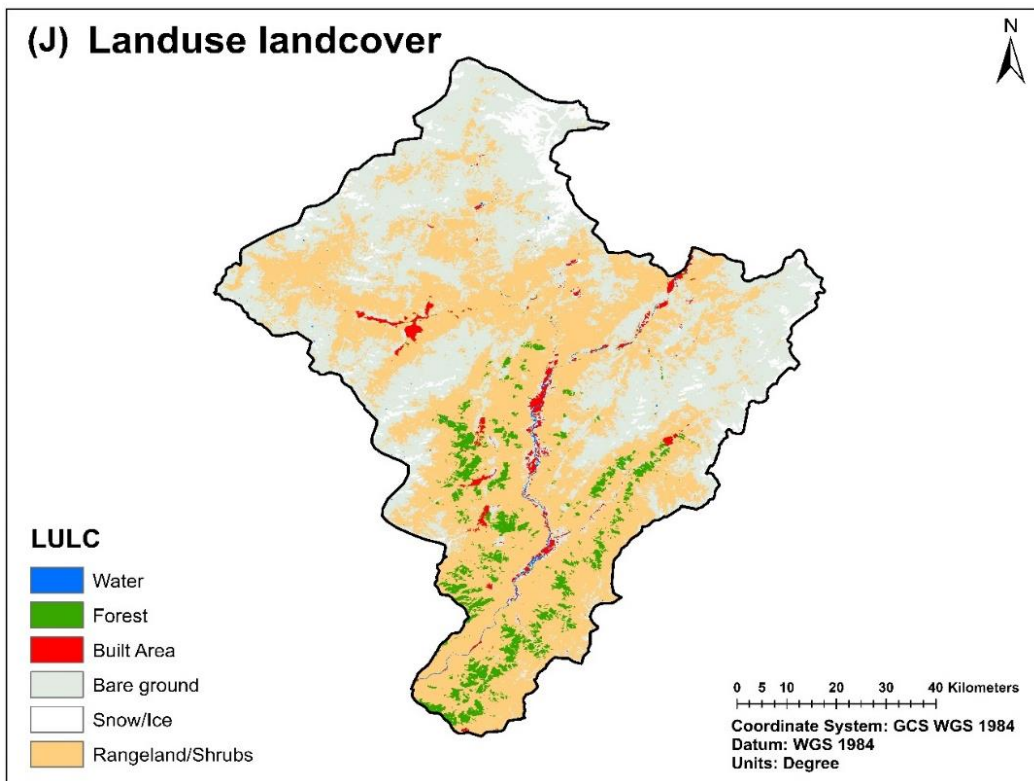 (J) Landuse landcover
N
LULC
Water
Forest
Built Area
Bare ground
Snow/Ice
Rangeland/Shrubs
0 5 10 20 30 40 Kilometers
Coordinate System: GCS WGS 1984
Datum: WGS 1984
Units: Degree